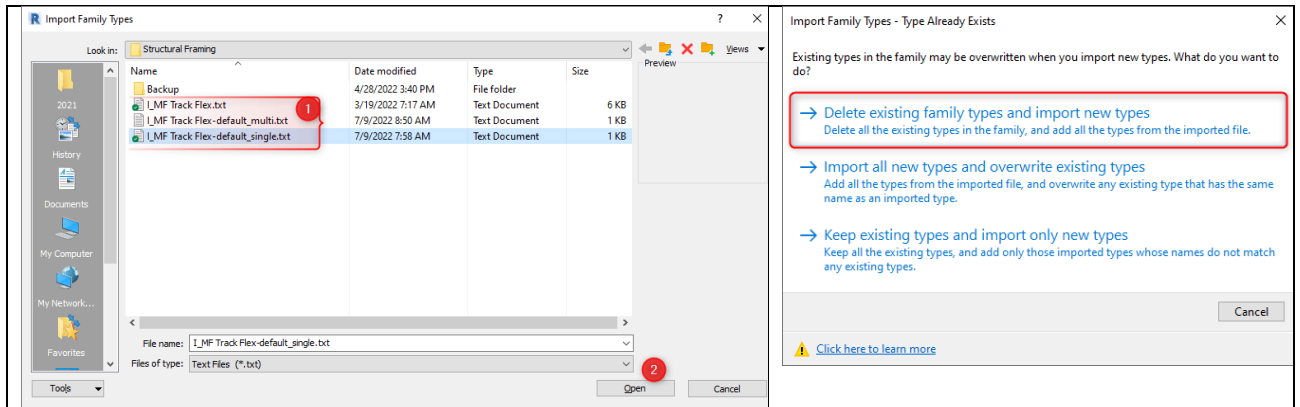 R Import Family Types ? ×
Look in: Structural Framing Views
Name Date modified Type Size Preview
Backup 4/28/2022 3:40 PM File folder
I_MF Track Flex.txt 3/19/2022 7:17 AM Text Document 6 KB
1
I_MF Track Flex-default_multi.txt 7/9/2022 8:50 AM Text Document 1 KB
I_MF Track Flex-default_single.txt 7/9/2022 7:58 AM Text Document 1 KB
2021
History
Documents
My Computer
My Network...
Favorites
File name: I_MF Track Flex-default_single.txt
Files of type: Text Files (*.txt)
2
Tools Open Cancel
Import Family Types - Type Already Exists ×
Existing types in the family may be overwritten when you import new types. What do you want to
do?
→ Delete existing family types and import new types
Delete all the existing types in the family, and add all the types from the imported file.
→ Import all new types and overwrite existing types
Add all the types from the imported file, and overwrite any existing type that has the same
name as an imported type.
→ Keep existing types and import only new types
Keep all the existing types, and add only those imported types whose names do not match
any existing types.
Cancel
Click here to learn more